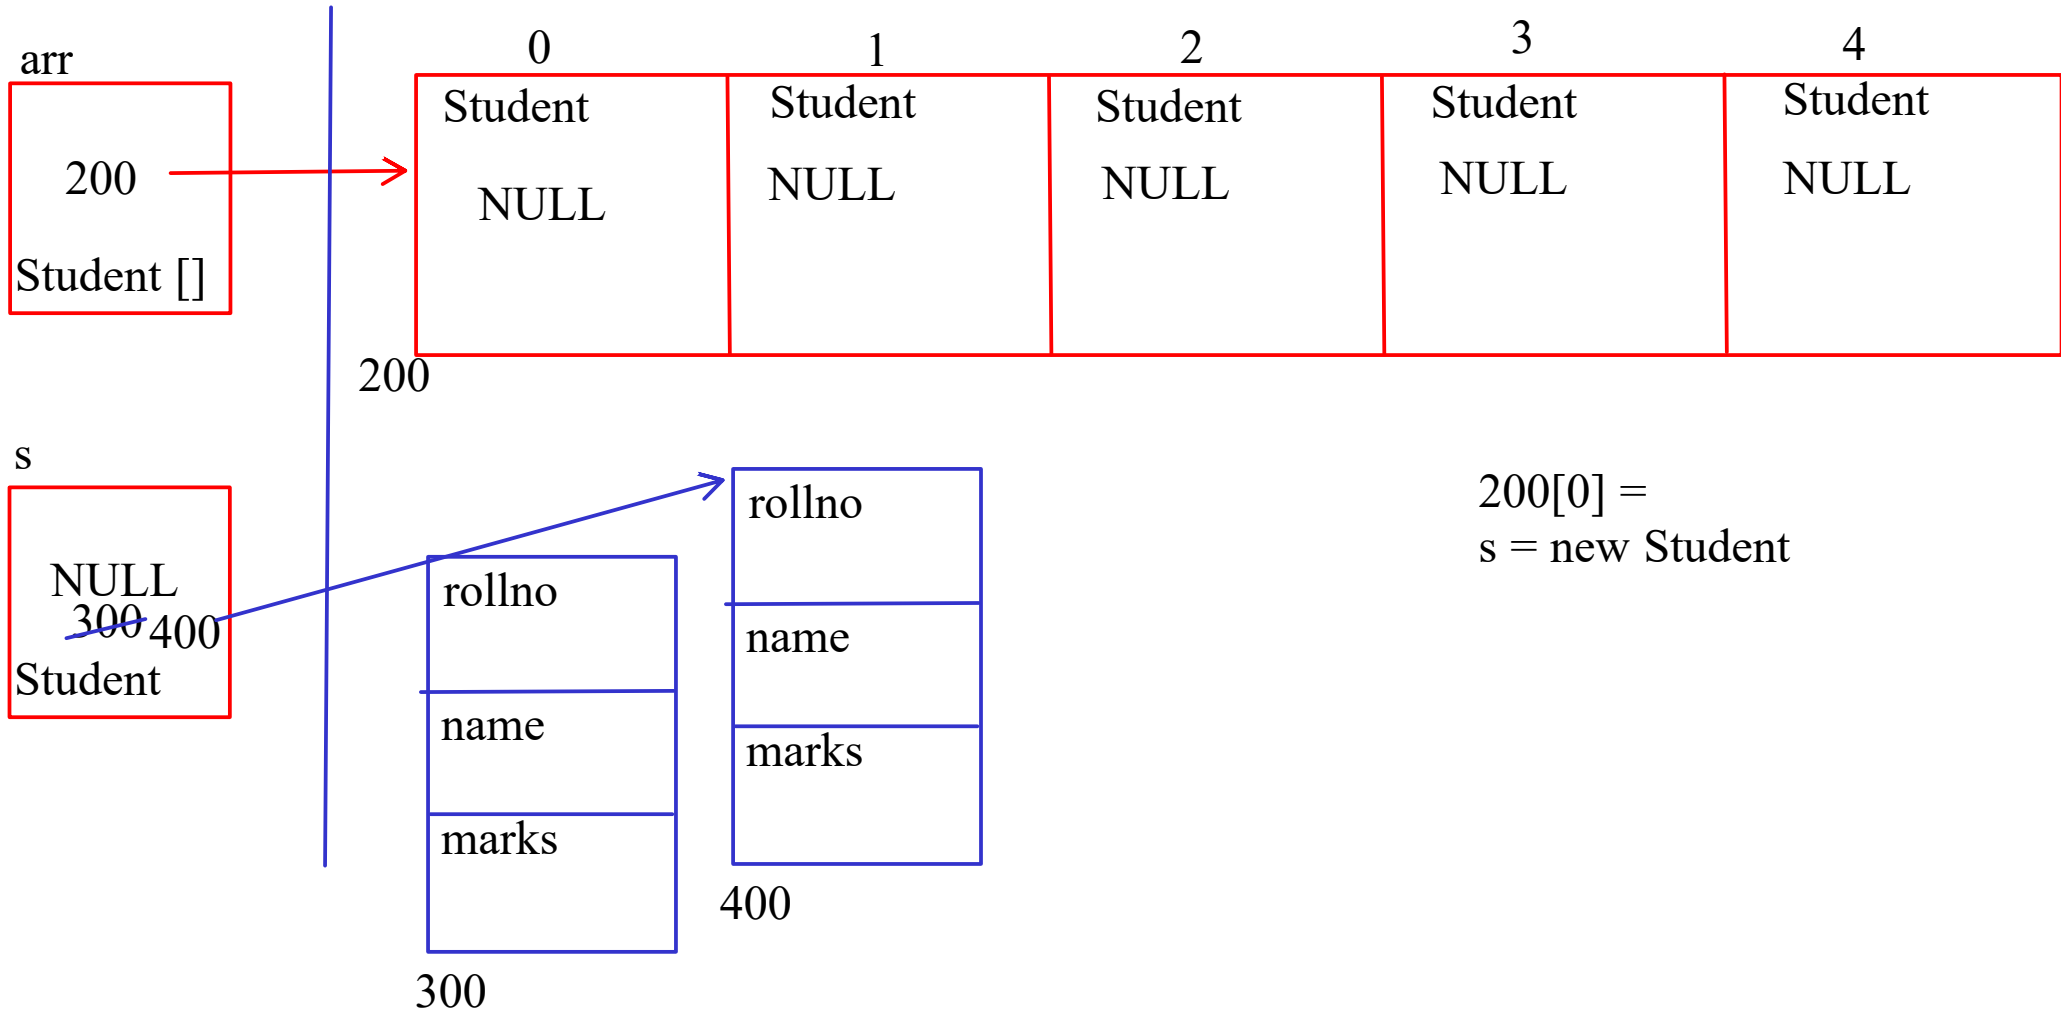 arr
200
Student []
0 1 2 3 4
Student Student Student Student Student
NULL NULL NULL NULL NULL
200
s
NULL
300 400
Student
rollno
name
marks
300
rollno
name
marks
400
200[0] =
s = new Student